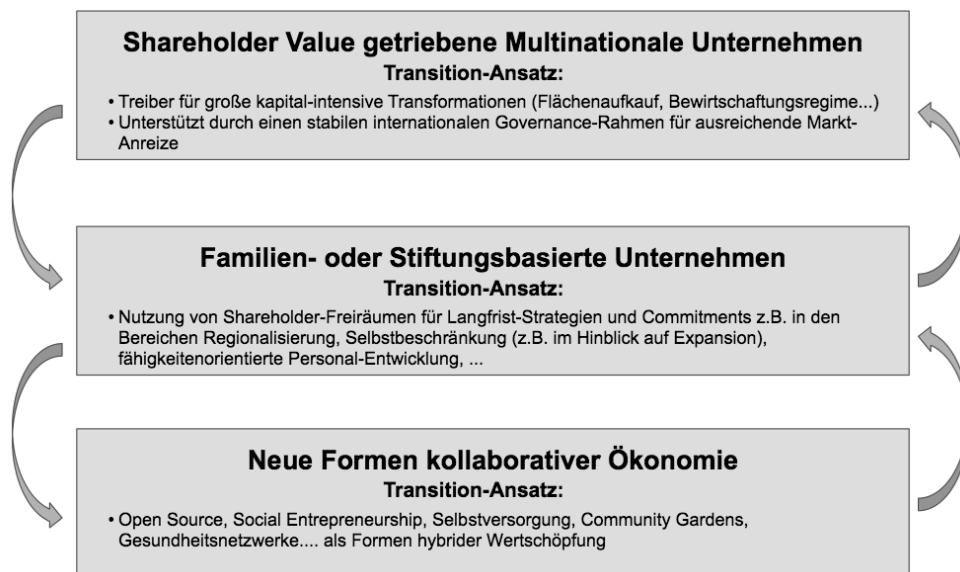 Shareholder Value getriebene Multinationale Unternehmen
Transition-Ansatz:
• Treiber für große kapital-intensive Transformationen (Flächenaufkauf, Bewirtschaftungsregime...)
• Unterstützt durch einen stabilen internationalen Governance-Rahmen für ausreichende Markt-
Anreize
Familien- oder Stiftungsbasierte Unternehmen
Transition-Ansatz:
• Nutzung von Shareholder-Freiräumen für Langfrist-Strategien und Commitments z.B. in den
Bereichen Regionalisierung, Selbstbeschränkung (z.B. im Hinblick auf Expansion),
fähigkeitenorientierte Personal-Entwicklung, ...
Neue Formen kollaborativer Ökonomie
Transition-Ansatz:
• Open Source, Social Entrepreneurship, Selbstversorgung, Community Gardens,
Gesundheitsnetzwerke.... als Formen hybrider Wertschöpfung